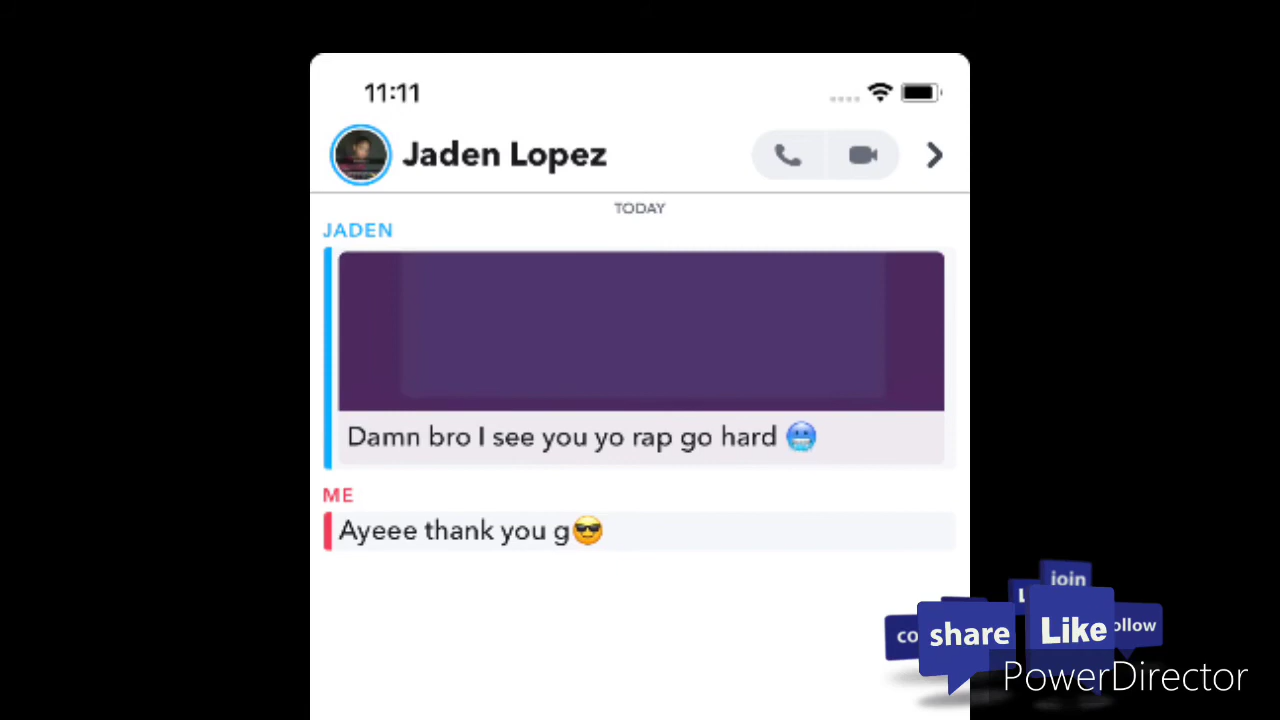 11:11
Jaden Lopez
TODAY
JADEN
Damn bro I see you yo rap go hard 🥶
ME
Ayeee thank you g😎
join
L
co share Like ollow
PowerDirector